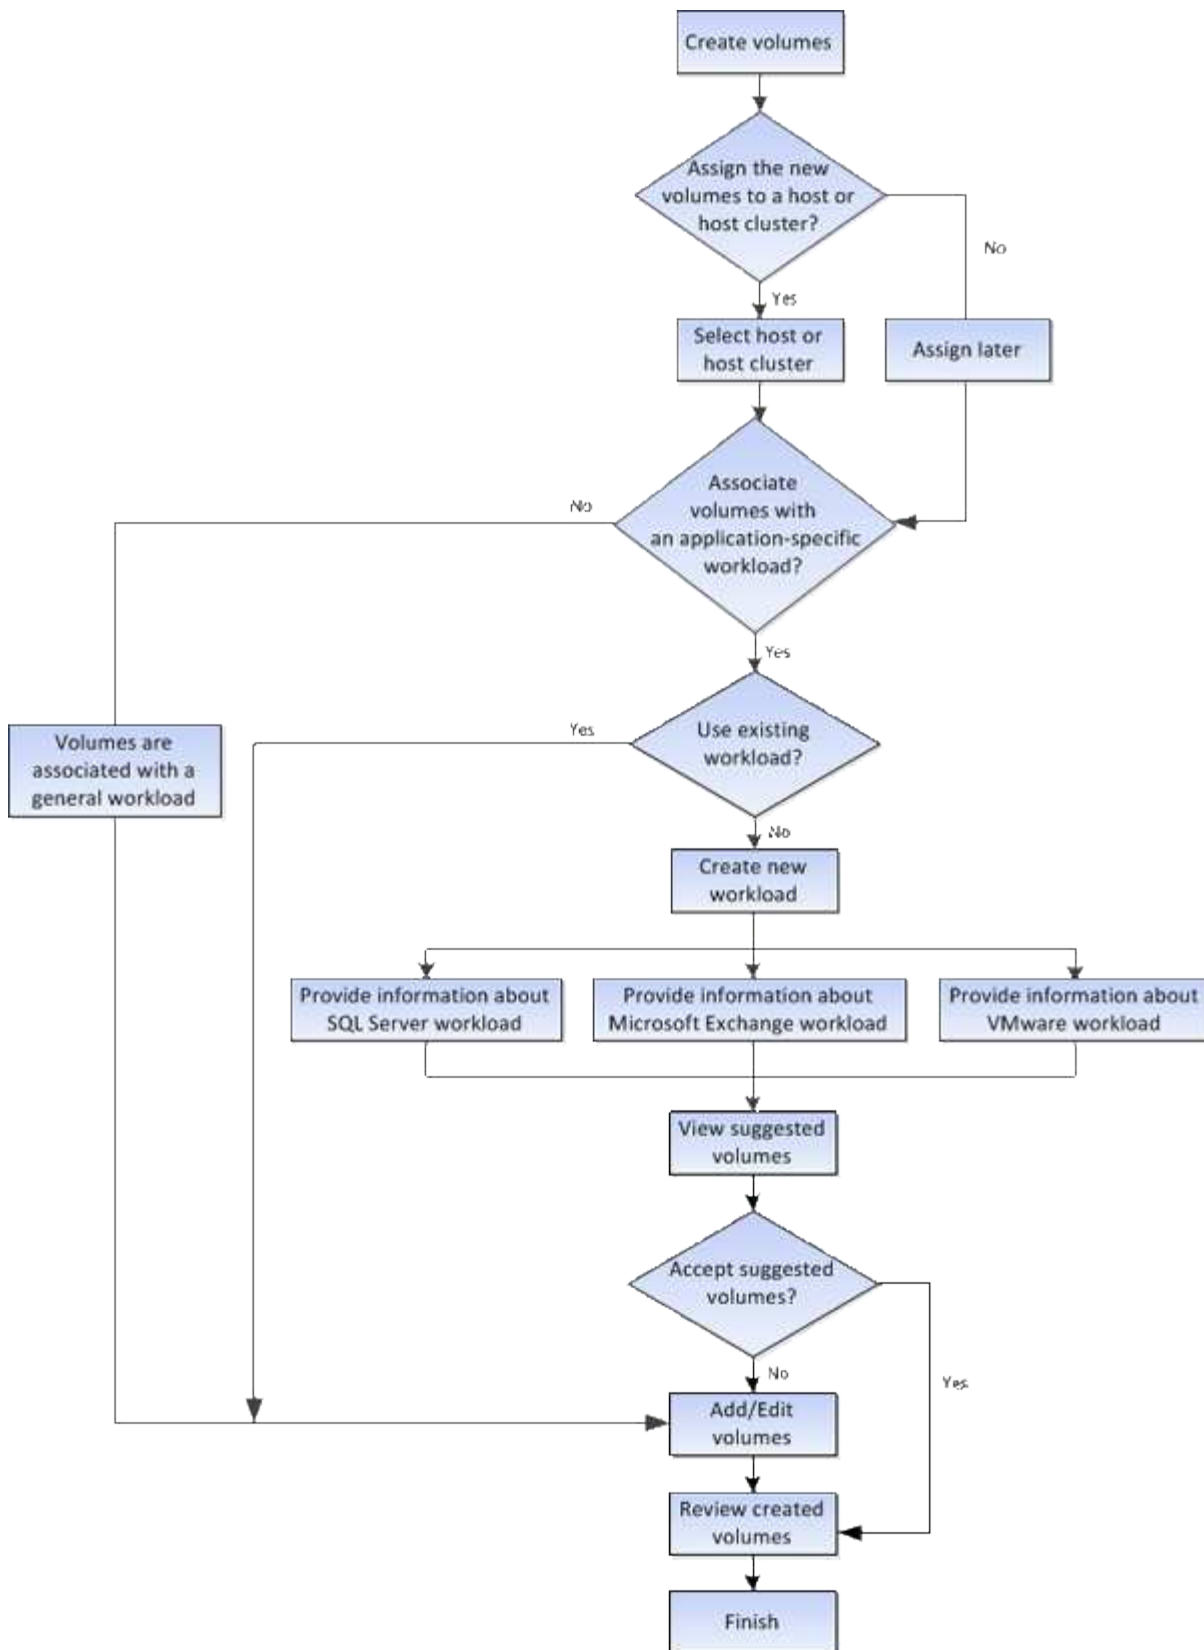 Create volumes
Assign the new
volumes to a host or
host cluster?
No
Yes
Select host or
host cluster
Assign later
Associate
volumes with
an application-specific
workload?
No
Yes
Use existing
workload?
Yes
Volumes are
associated with a
general workload
No
Create new
workload
Provide information about
SQL Server workload
Provide information about
Microsoft Exchange workload
Provide information about
VMware workload
View suggested
volumes
Accept suggested
volumes?
No
Yes
Add/Edit
volumes
Review created
volumes
Finish